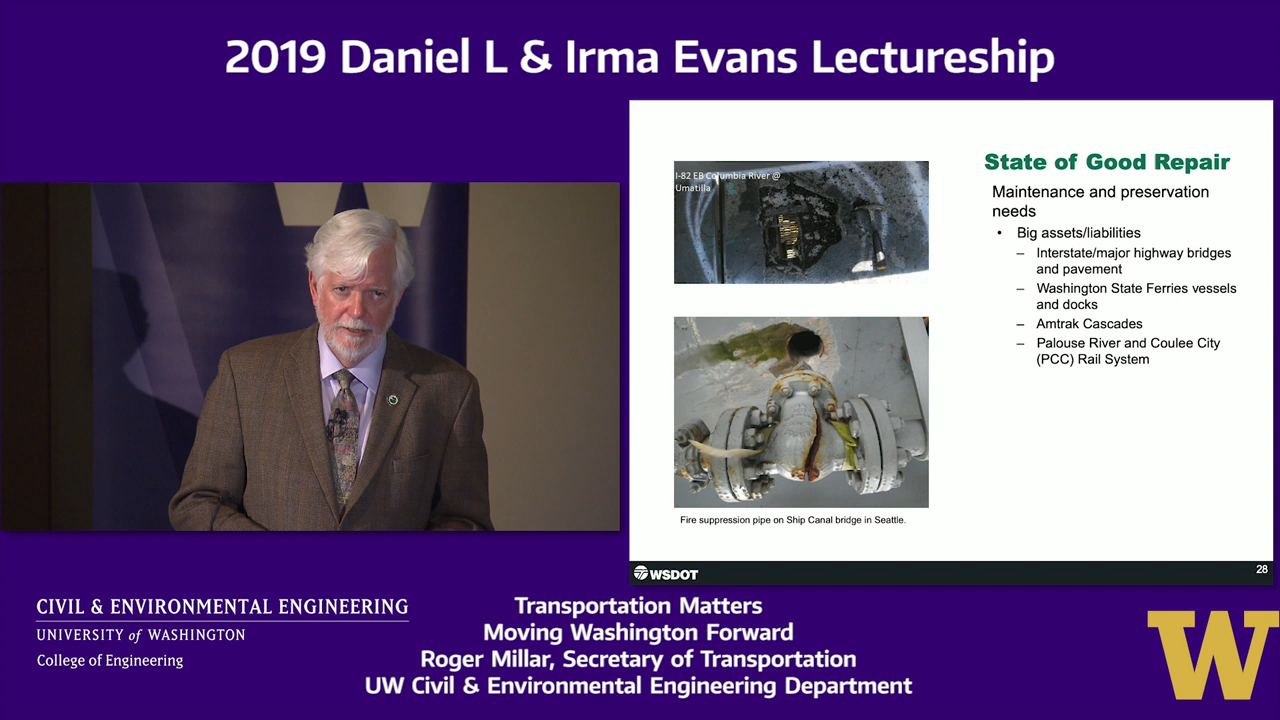 2019 Daniel L & Irma Evans Lectureship
I-82 EB Columbia River @
Umatilla
Fire suppression pipe on Ship Canal bridge in Seattle.
State of Good Repair
Maintenance and preservation
needs
• Big assets/liabilities
– Interstate/major highway bridges
and pavement
– Washington State Ferries vessels
and docks
– Amtrak Cascades
– Palouse River and Coulee City
(PCC) Rail System
WSDOT
28
CIVIL & ENVIRONMENTAL ENGINEERING
UNIVERSITY of WASHINGTON
College of Engineering
Transportation Matters
Moving Washington Forward
Roger Millar, Secretary of Transportation
UW Civil & Environmental Engineering Department
W